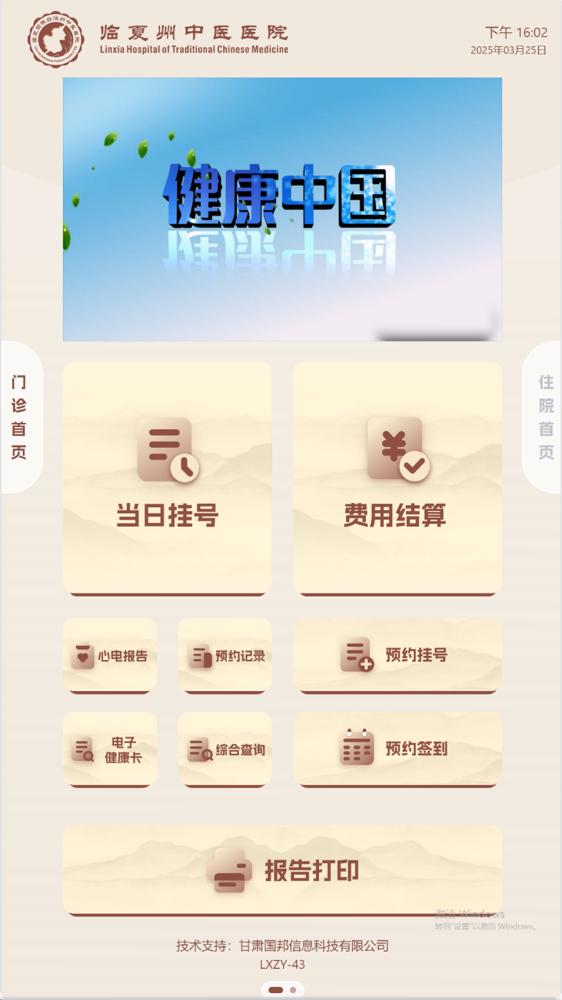 临夏州中医医院
Linxia Hospital of Traditional Chinese Medicine
下午 16:02
2025年03月25日
健康中国
门诊首页
住院首页
当日挂号
费用结算
心电报告
预约记录
预约挂号
电子
健康卡
综合查询
预约签到
报告打印
激活 Windows
转到“设置”以激活 Windows。
技术支持：甘肃国邦信息科技有限公司
LXZY-43